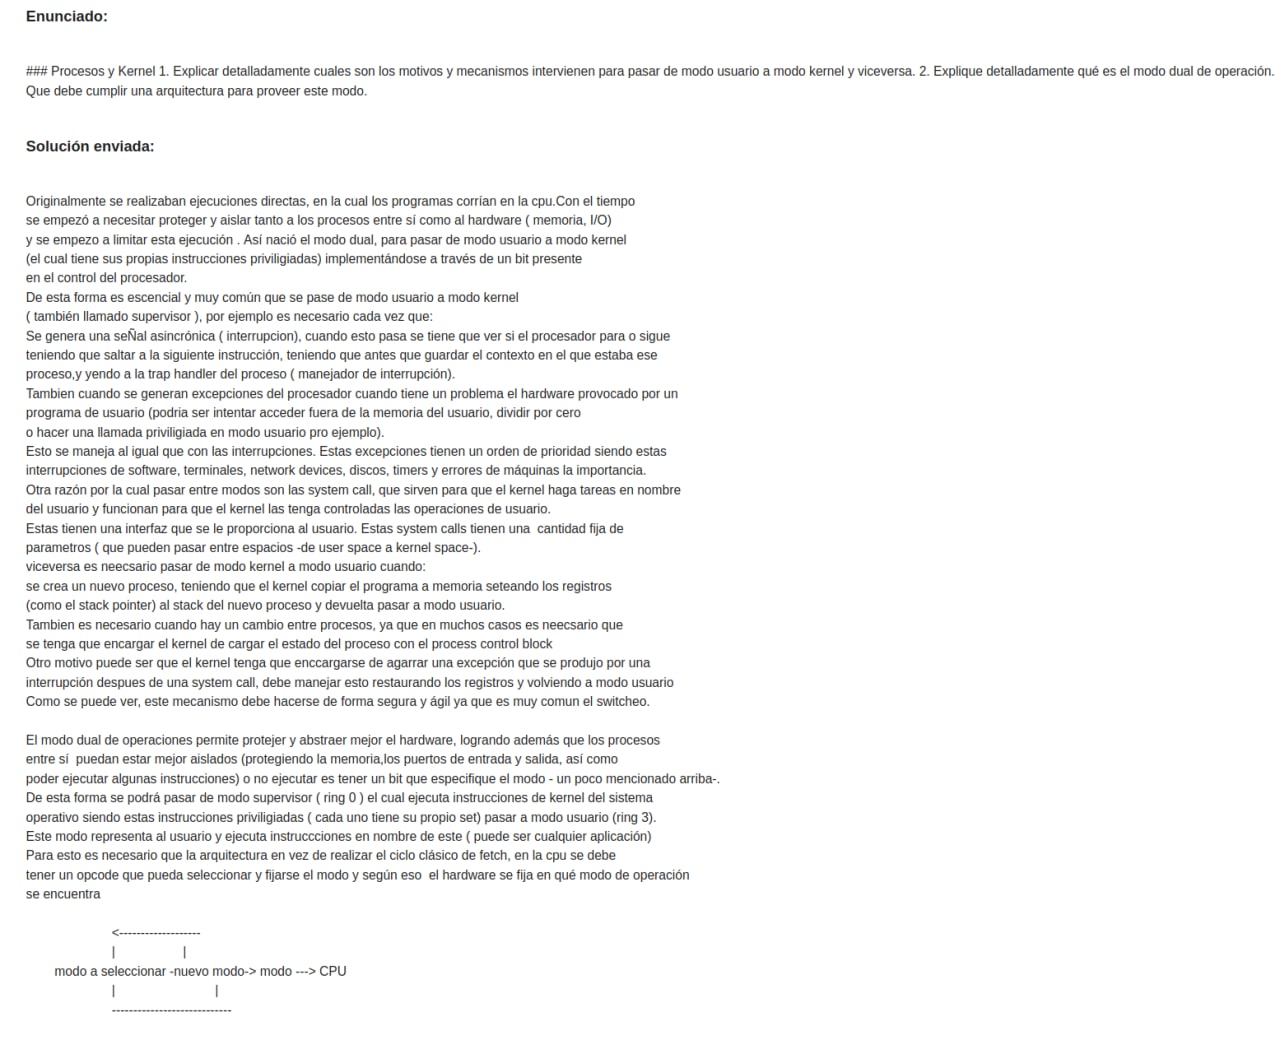 Enunciado:
### Procesos y Kernel 1. Explicar detalladamente cuales son los motivos y mecanismos intervienen para pasar de modo usuario a modo kernel y viceversa. 2. Explique detalladamente qué es el modo dual de operación.
Que debe cumplir una arquitectura para proveer este modo.
Solución enviada:
Originalmente se realizaban ejecuciones directas, en la cual los programas corrían en la cpu.Con el tiempo
se empezó a necesitar proteger y aislar tanto a los procesos entre sí como al hardware ( memoria, I/O)
y se empezo a limitar esta ejecución . Así nació el modo dual, para pasar de modo usuario a modo kernel
(el cual tiene sus propias instrucciones priviligiadas) implementándose a través de un bit presente
en el control del procesador.
De esta forma es escencial y muy común que se pase de modo usuario a modo kernel
( también llamado supervisor ), por ejemplo es necesario cada vez que:
Se genera una seÑal asincrónica ( interrupcion), cuando esto pasa se tiene que ver si el procesador para o sigue
teniendo que saltar a la siguiente instrucción, teniendo que antes que guardar el contexto en el que estaba ese
proceso,y yendo a la trap handler del proceso ( manejador de interrupción).
Tambien cuando se generan excepciones del procesador cuando tiene un problema el hardware provocado por un
programa de usuario (podria ser intentar acceder fuera de la memoria del usuario, dividir por cero
o hacer una llamada priviligiada en modo usuario pro ejemplo).
Esto se maneja al igual que con las interrupciones. Estas excepciones tienen un orden de prioridad siendo estas
interrupciones de software, terminales, network devices, discos, timers y errores de máquinas la importancia.
Otra razón por la cual pasar entre modos son las system call, que sirven para que el kernel haga tareas en nombre
del usuario y funcionan para que el kernel las tenga controladas las operaciones de usuario.
Estas tienen una interfaz que se le proporciona al usuario. Estas system calls tienen una  cantidad fija de
parametros ( que pueden pasar entre espacios -de user space a kernel space-).
viceversa es neecsario pasar de modo kernel a modo usuario cuando:
se crea un nuevo proceso, teniendo que el kernel copiar el programa a memoria seteando los registros
(como el stack pointer) al stack del nuevo proceso y devuelta pasar a modo usuario.
Tambien es necesario cuando hay un cambio entre procesos, ya que en muchos casos es neecsario que
se tenga que encargar el kernel de cargar el estado del proceso con el process control block
Otro motivo puede ser que el kernel tenga que enccargarse de agarrar una excepción que se produjo por una
interrupción despues de una system call, debe manejar esto restaurando los registros y volviendo a modo usuario
Como se puede ver, este mecanismo debe hacerse de forma segura y ágil ya que es muy comun el switcheo.
El modo dual de operaciones permite protejer y abstraer mejor el hardware, logrando además que los procesos
entre sí  puedan estar mejor aislados (protegiendo la memoria,los puertos de entrada y salida, así como
poder ejecutar algunas instrucciones) o no ejecutar es tener un bit que especifique el modo - un poco mencionado arriba-.
De esta forma se podrá pasar de modo supervisor ( ring 0 ) el cual ejecuta instrucciones de kernel del sistema
operativo siendo estas instrucciones priviligiadas ( cada uno tiene su propio set) pasar a modo usuario (ring 3).
Este modo representa al usuario y ejecuta instruccciones en nombre de este ( puede ser cualquier aplicación)
Para esto es necesario que la arquitectura en vez de realizar el ciclo clásico de fetch, en la cpu se debe
tener un opcode que pueda seleccionar y fijarse el modo y según eso  el hardware se fija en qué modo de operación
se encuentra
<-------------------
| |
modo a seleccionar -nuevo modo-> modo ---> CPU
| |
----------------------------